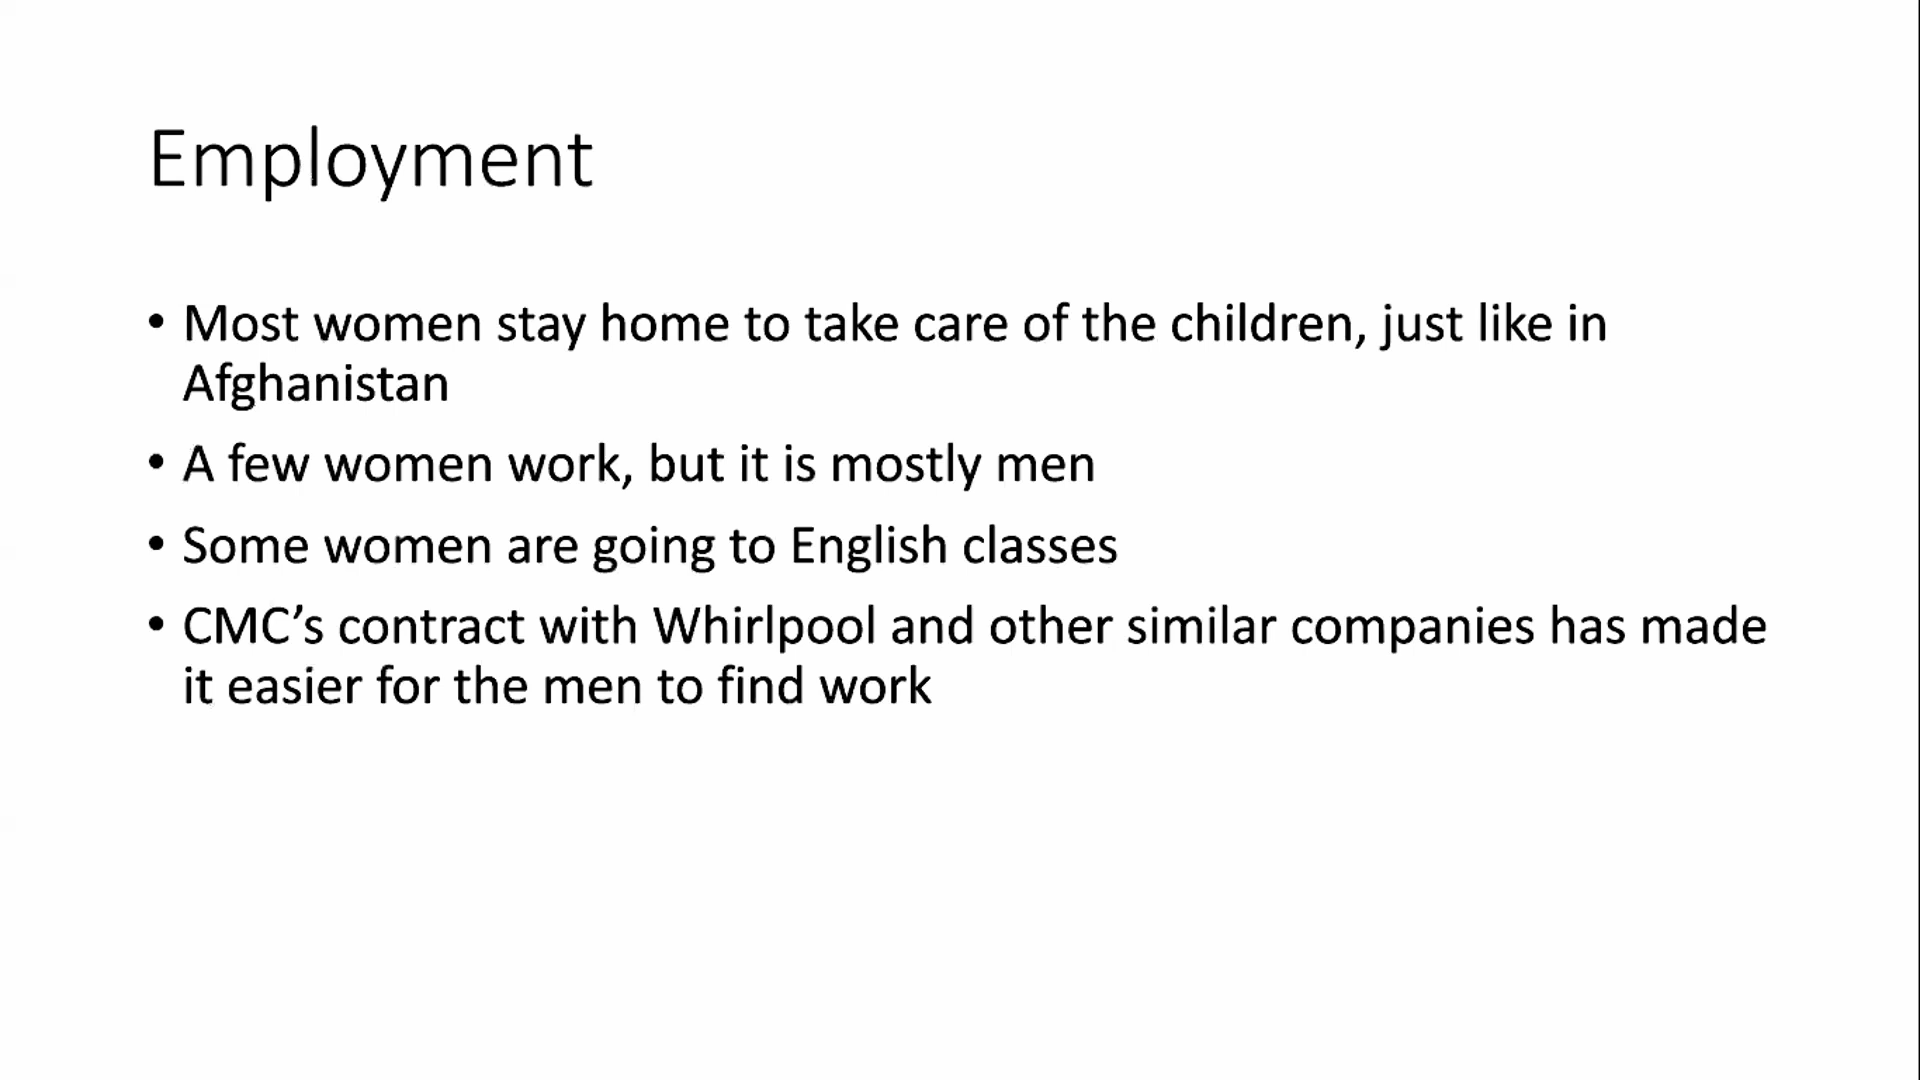 Employment
• Most women stay home to take care of the children, just like in
Afghanistan
• A few women work, but it is mostly men
• Some women are going to English classes
• CMC’s contract with Whirlpool and other similar companies has made
it easier for the men to find work